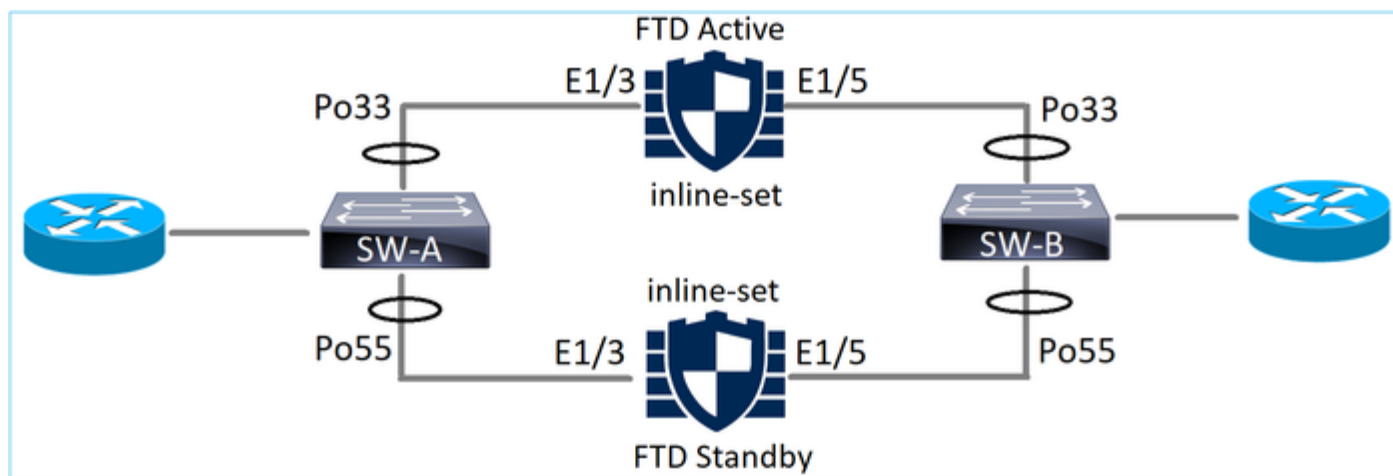 FTD Active
E1/3
E1/5
Po33
Po33
inline-set
SW-A
SW-B
inline-set
Po55
E1/3
E1/5
Po55
FTD Standby